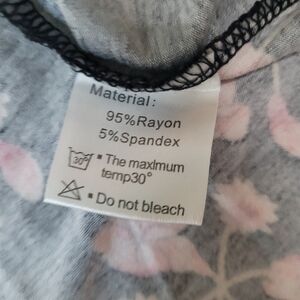 Material:
95%Rayon
5%Spandex
30°
▪ The maxlmum
temp30°
▪ Do not bleach